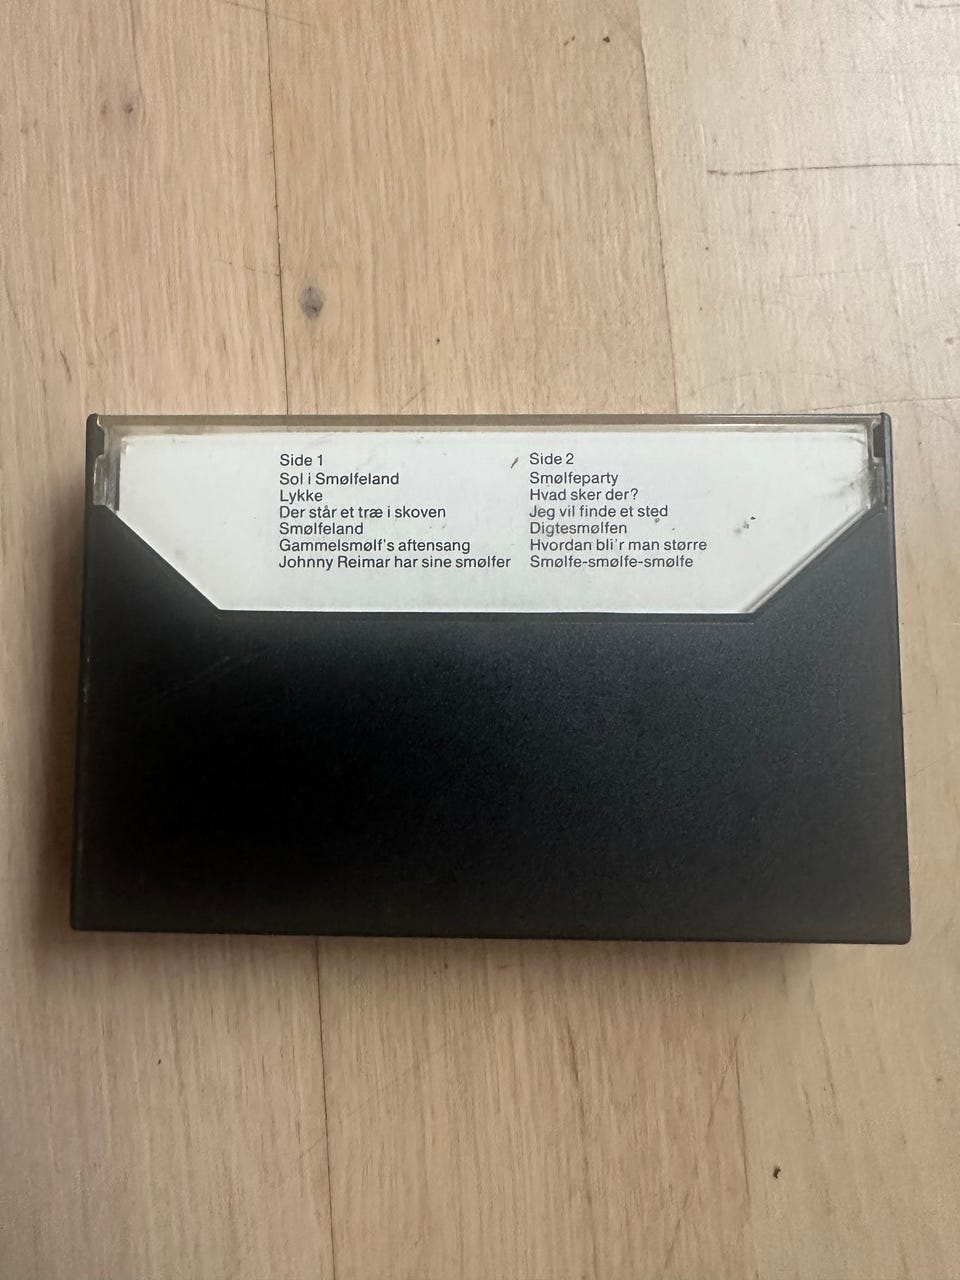 Side 1
Sol i Smølfeland
Lykke
Der står et træ i skoven
Smølfeland
Gammelsmølf's aftensang
Johnny Reimar har sine smølfer
Side 2
Smølfeparty
Hvad sker der?
Jeg vil finde et sted
Digtesmølfen
Hvordan bli'r man større
Smølfe-smølfe-smølfe